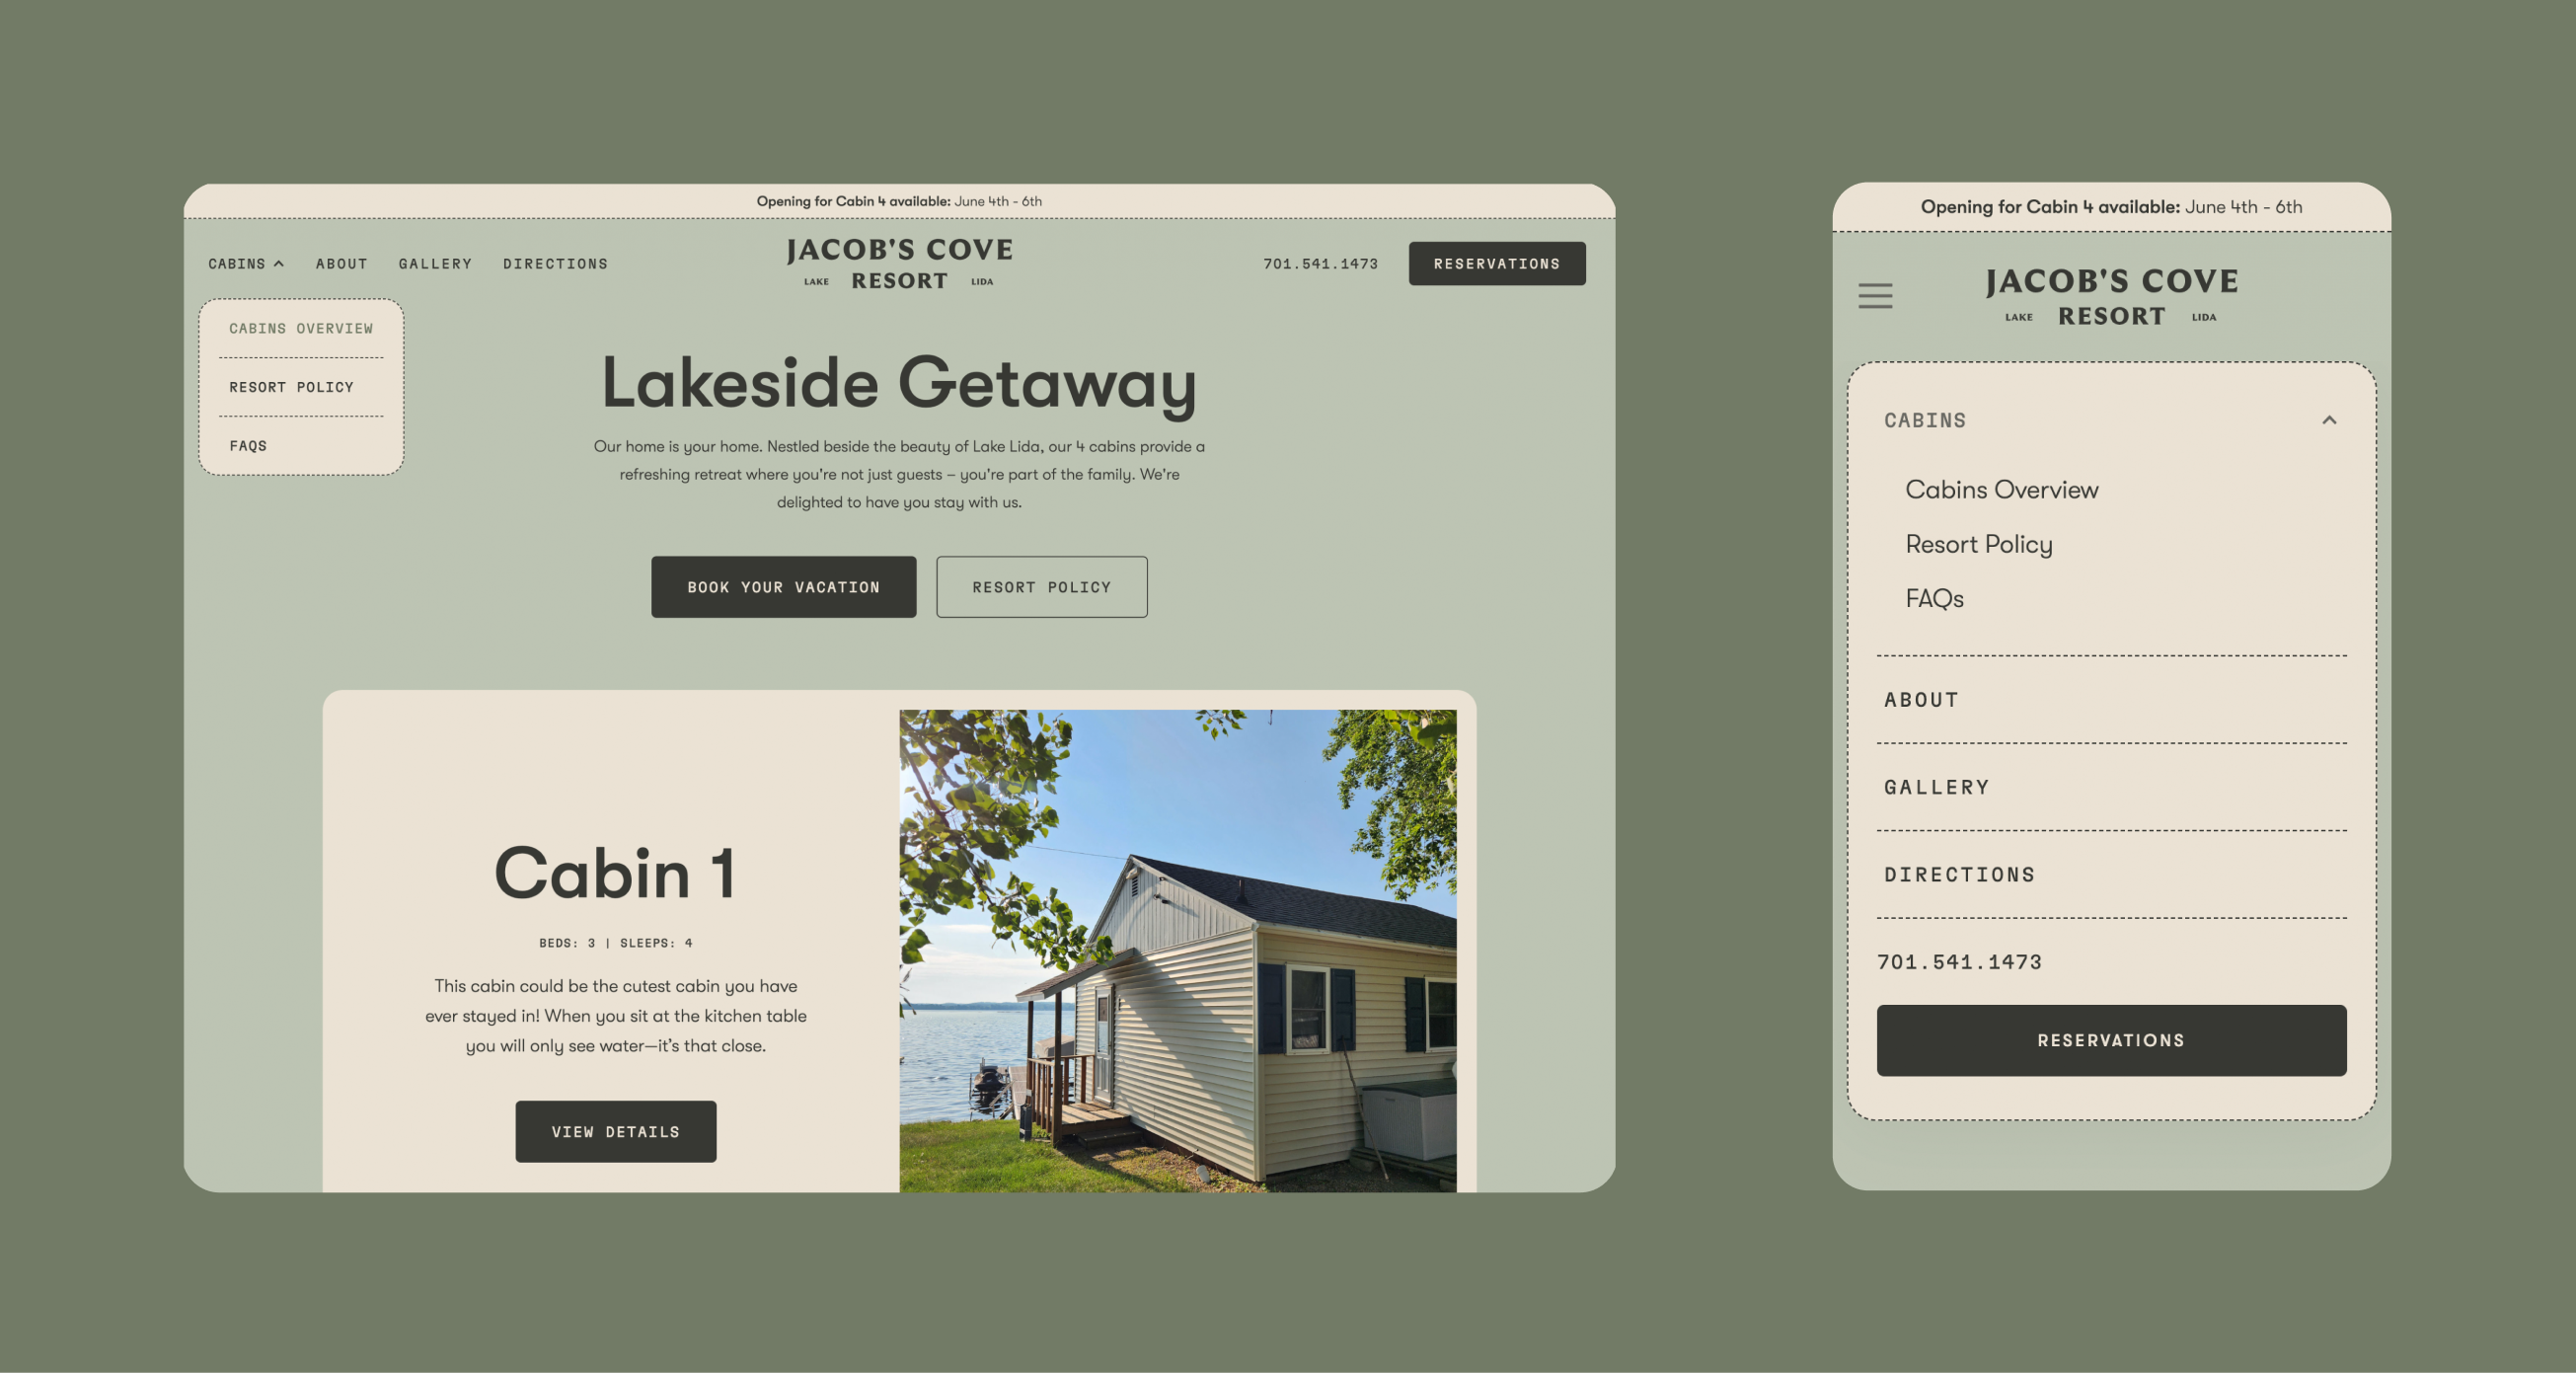 Opening for Cabin 4 available: June 4th - 6th
CABINS ABOUT GALLERY DIRECTIONS
JACOB'S COVE
LAKE RESORT LIDA
701.541.1473 RESERVATIONS
CABINS OVERVIEW
RESORT POLICY
FAQS
Lakeside Getaway
Our home is your home. Nestled beside the beauty of Lake Lida, our 4 cabins provide a
refreshing retreat where you're not just guests – you're part of the family. We're
delighted to have you stay with us.
BOOK YOUR VACATION RESORT POLICY
Cabin 1
BEDS: 3 | SLEEPS: 4
This cabin could be the cutest cabin you have
ever stayed in! When you sit at the kitchen table
you will only see water—it’s that close.
VIEW DETAILS
Opening for Cabin 4 available: June 4th - 6th
JACOB'S COVE
LAKE RESORT LIDA
CABINS
Cabins Overview
Resort Policy
FAQs
ABOUT
GALLERY
DIRECTIONS
701.541.1473
RESERVATIONS